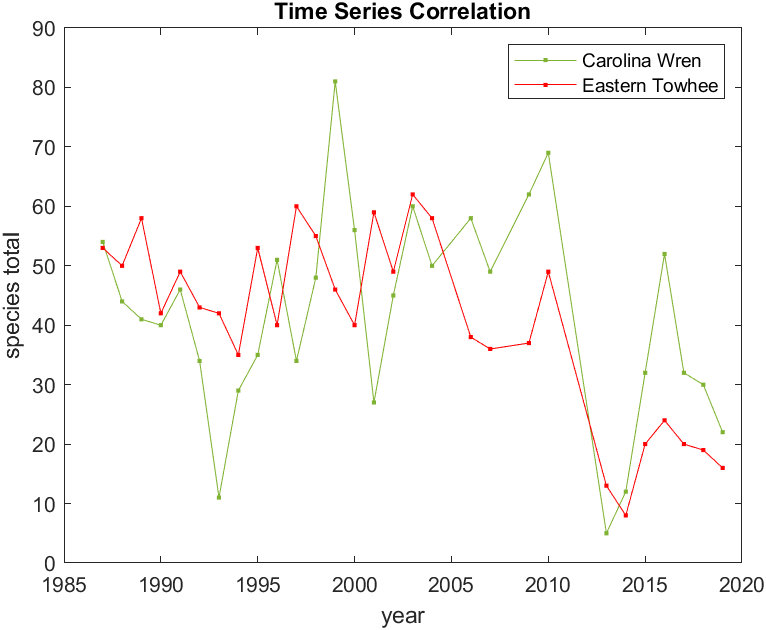 Time Series Correlation
90
80
70
60
50
40
30
20
10
0
species total
Carolina Wren
Eastern Towhee
1985 1990 1995 2000 2005 2010 2015 2020
year